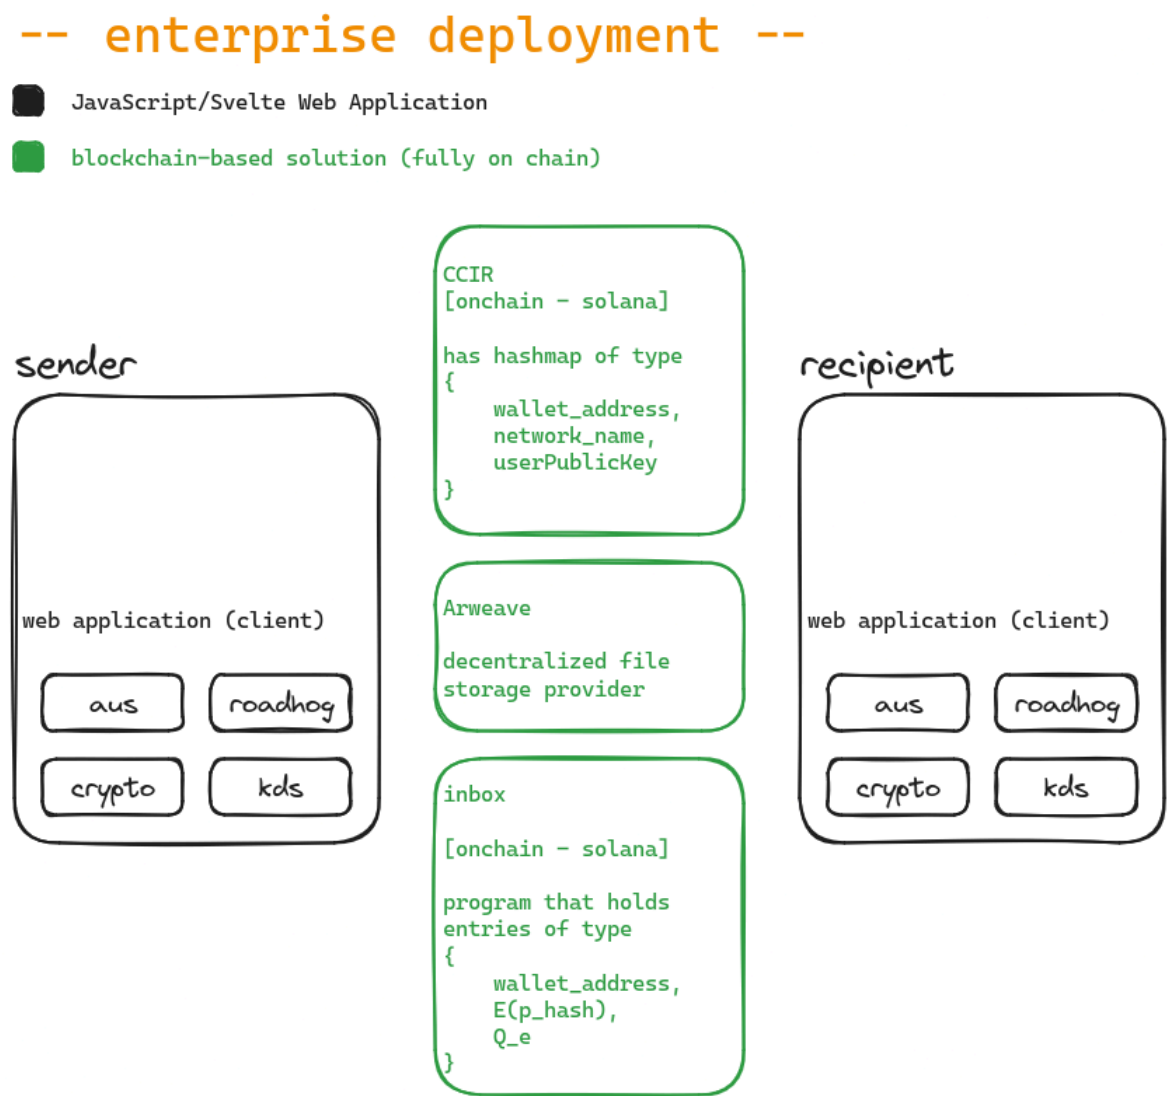 -- enterprise deployment --
JavaScript/Svelte Web Application
blockchain-based solution (fully on chain)
sender
web application (client)
aus
roadhog
crypto
kds
CCIR
[onchain - solana]
has hashmap of type
{
wallet_address,
network_name,
userPublicKey
}
Arweave
decentralized file
storage provider
inbox
[onchain - solana]
program that holds
entries of type
{
wallet_address,
E(p_hash),
Q_e
}
recipient
web application (client)
aus
roadhog
crypto
kds